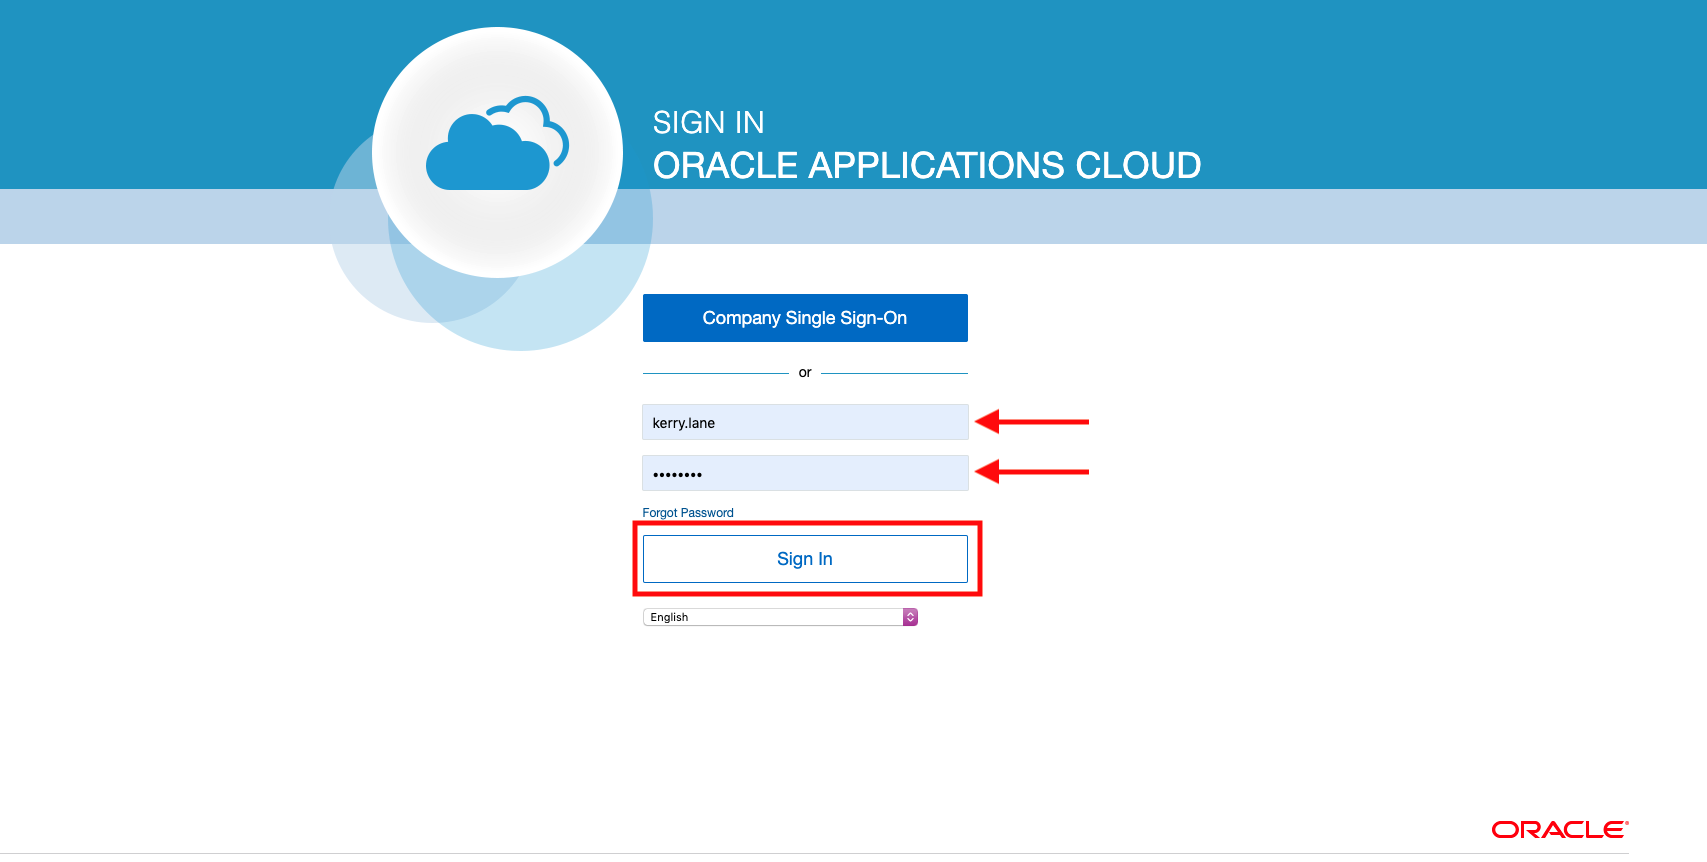 SIGN IN
ORACLE APPLICATIONS CLOUD
Company Single Sign-On
or
kerry.lane
••••••••
Forgot Password
Sign In
English
ORACLE®